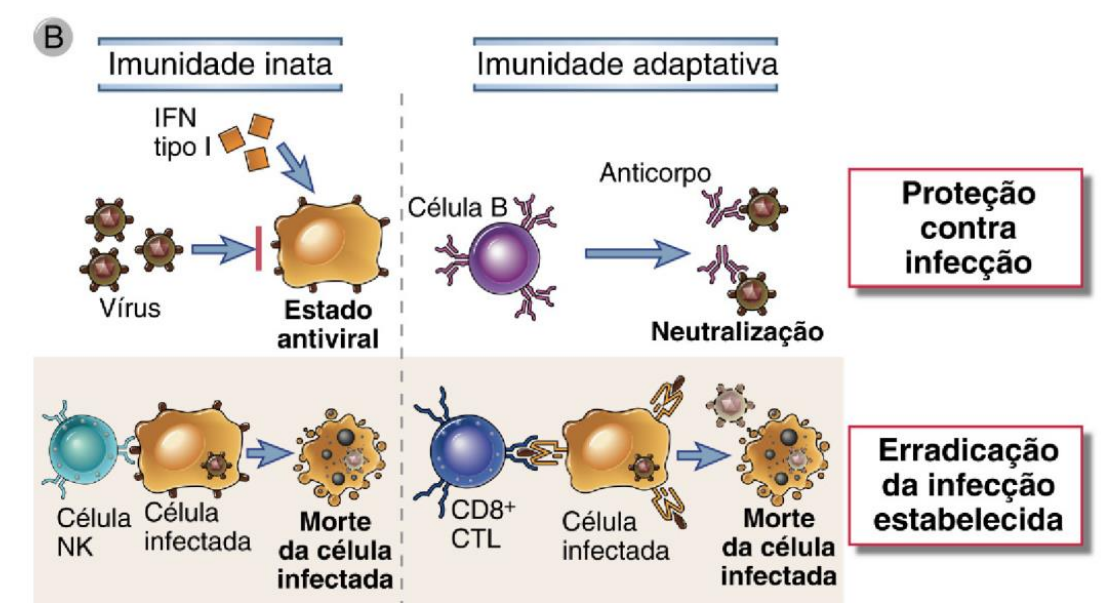 B
Imunidade inata
Imunidade adaptativa
IFN
tipo I
Vírus
Estado
antiviral
Célula B
Anticorpo
Neutralização
Proteção
contra
infecção
Célula
NK
Célula
infectada
Morte
da célula
infectada
CD8+
CTL
Célula
infectada
Morte
da célula
infectada
Erradicação
da infecção
estabelecida